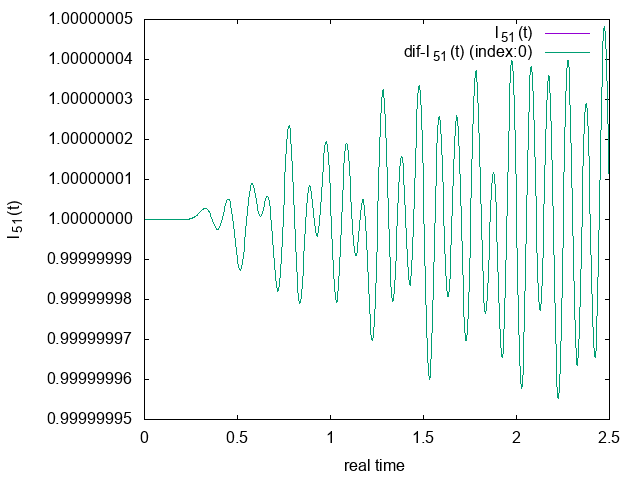 1.00000005
1.00000004
1.00000003
1.00000002
1.00000001
1.00000000
0.99999999
0.99999998
0.99999997
0.99999996
0.99999995
I51(t)
I51(t)
dif-I51(t) (index:0)
0 0.5 1 1.5 2 2.5
real time